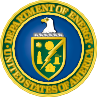 DEPARTMENT OF ENERGY
UNITED STATES OF AMERICA